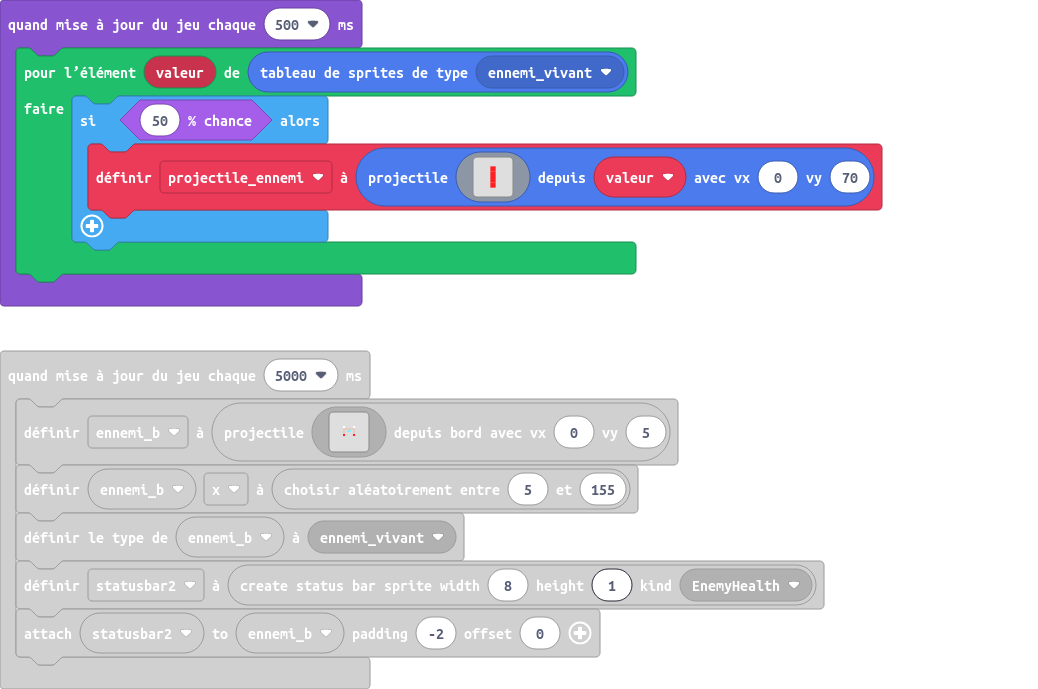 quand mise à jour du jeu chaque 500 ms
pour l'élément valeur de tableau de sprites de type ennemi_vivant
faire
si 50 % chance alors
définir projectile_ennemi à projectile depuis valeur avec vx 0 vy 70
quand mise à jour du jeu chaque 5000 ms
définir ennemi_b à projectile depuis bord avec vx 0 vy 5
définir ennemi_b x à choisir aléatoirement entre 5 et 155
définir le type de ennemi_b à ennemi_vivant
définir statusbar2 à create status bar sprite width 8 height 1 kind EnemyHealth
attach statusbar2 to ennemi_b padding -2 offset 0